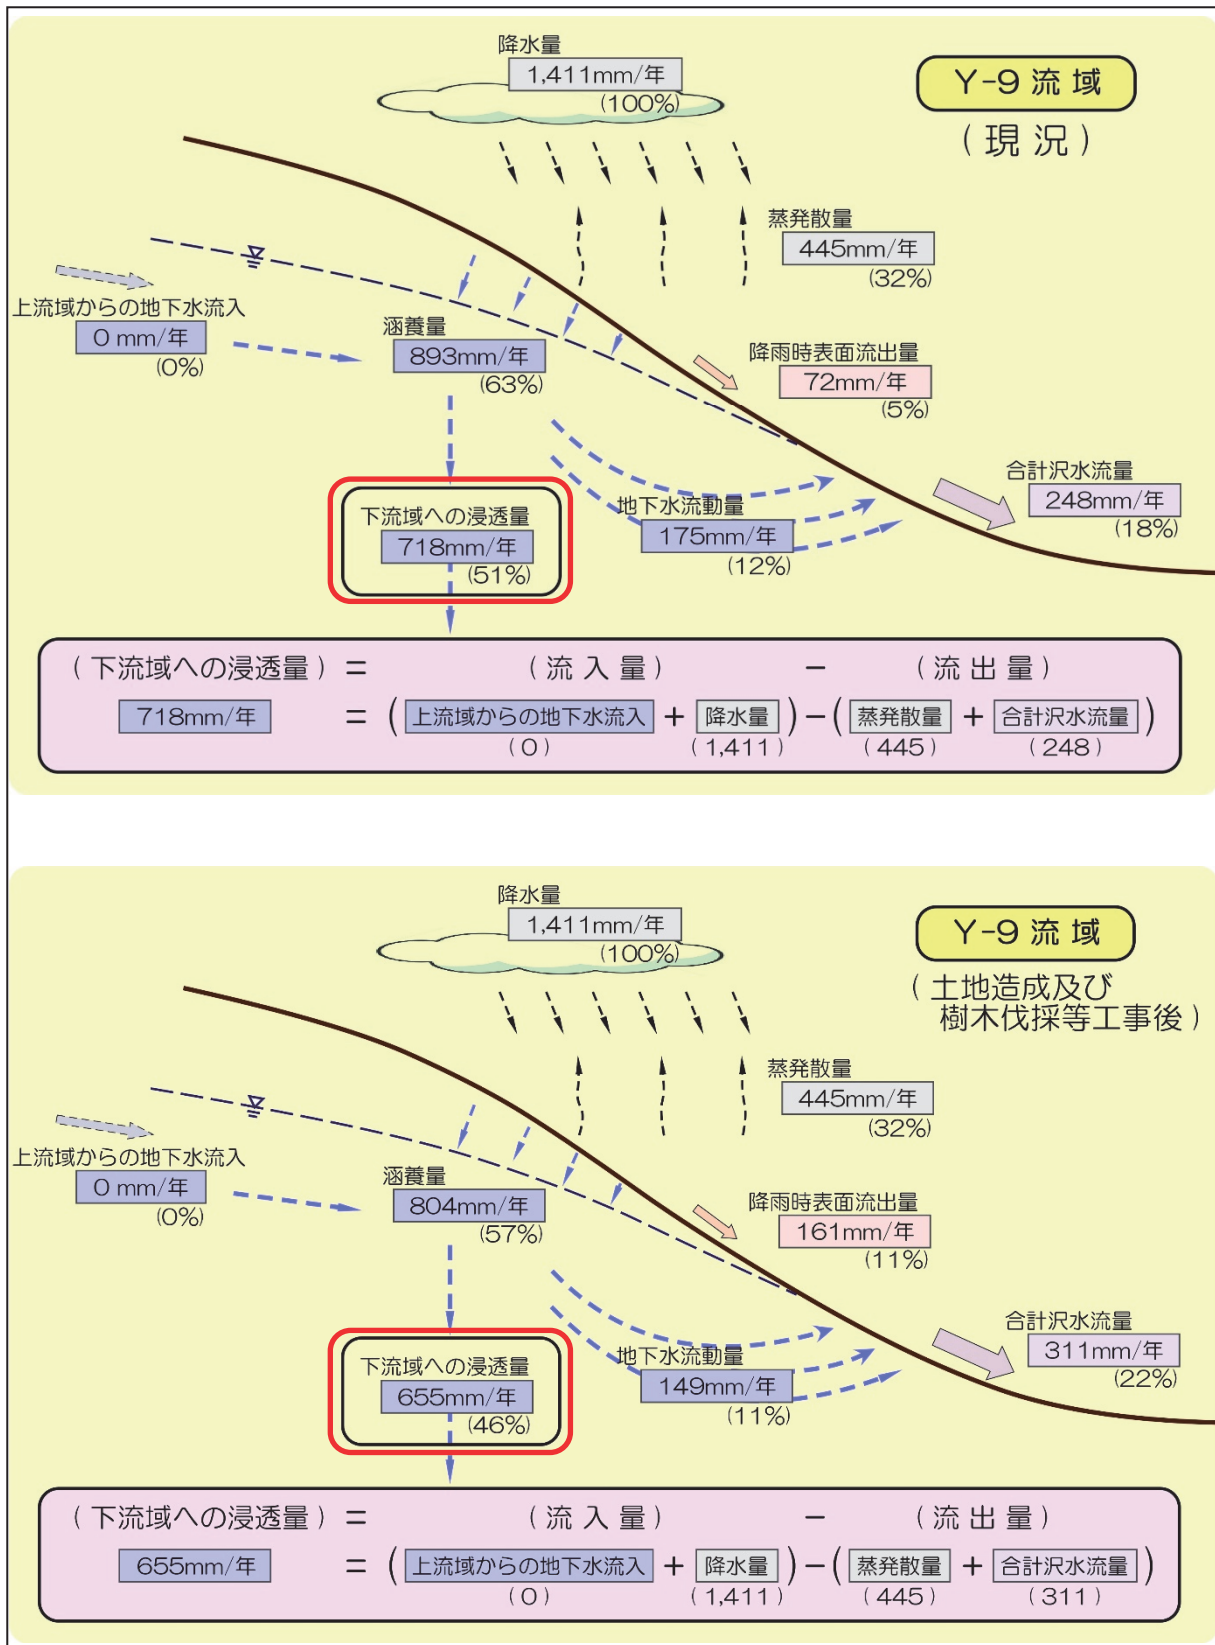 降水量
1,411mm/年
(100%)
Y-9 流域
(現況)
蒸発散量
445mm/年
(32%)
上流域からの地下水流入
0 mm/年
(0%)
涵養量
893mm/年
(63%)
降雨時表面流出量
72mm/年
(5%)
合計沢水流量
248mm/年
(18%)
下流域への浸透量
718mm/年
(51%)
地下水流動量
175mm/年
(12%)
(下流域への浸透量) = (流入量) - (流出量)
718mm/年 = (上流域からの地下水流入 + 降水量) - (蒸発散量 + 合計沢水流量)
(0) (1,411) (445) (248)
降水量
1,411mm/年
(100%)
Y-9 流域
(土地造成及び
樹木伐採等工事後)
蒸発散量
445mm/年
(32%)
上流域からの地下水流入
0 mm/年
(0%)
涵養量
804mm/年
(57%)
降雨時表面流出量
161mm/年
(11%)
合計沢水流量
311mm/年
(22%)
下流域への浸透量
655mm/年
(46%)
地下水流動量
149mm/年
(11%)
(下流域への浸透量) = (流入量) - (流出量)
655mm/年 = (上流域からの地下水流入 + 降水量) - (蒸発散量 + 合計沢水流量)
(0) (1,411) (445) (311)